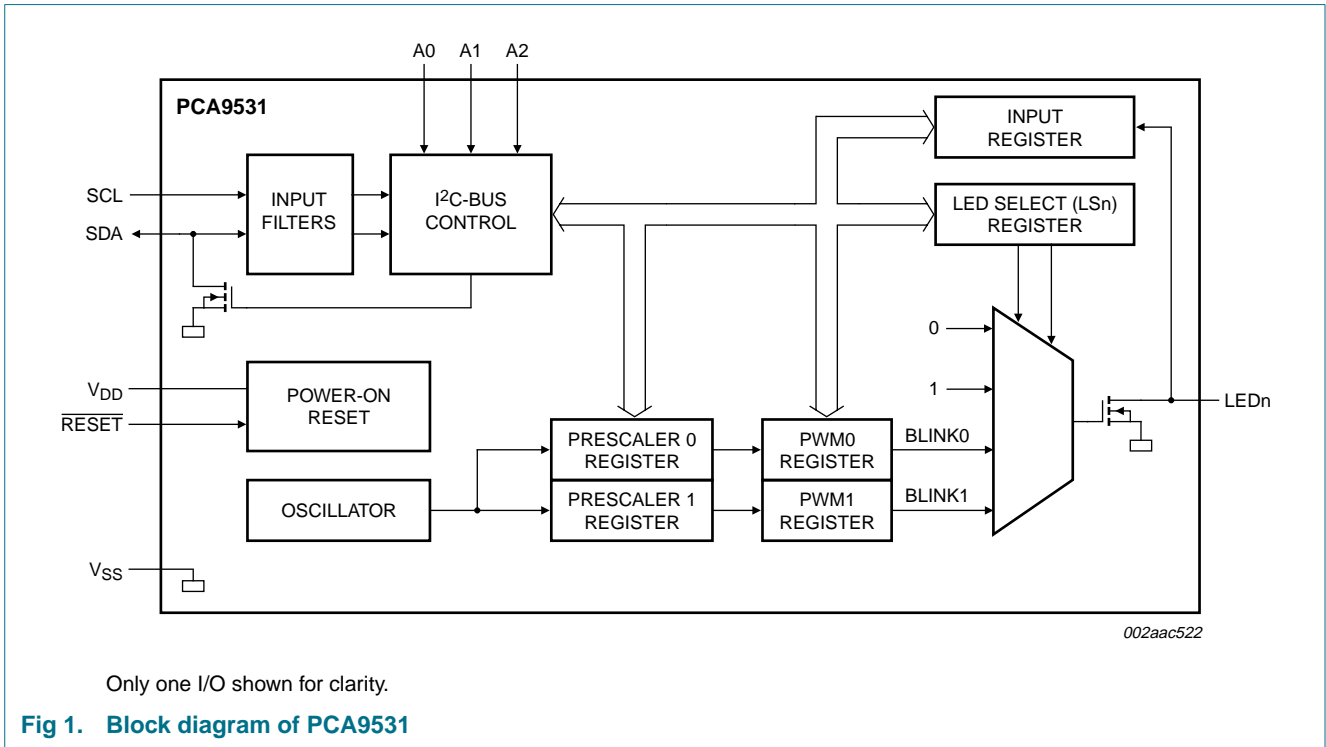 A0 A1 A2
PCA9531
SCL
SDA
INPUT
FILTERS
I2C-BUS
CONTROL
INPUT
REGISTER
LED SELECT (LSn)
REGISTER
0
1
VDD
RESET
POWER-ON
RESET
OSCILLATOR
PRESCALER 0
REGISTER
PRESCALER 1
REGISTER
PWM0
REGISTER
PWM1
REGISTER
BLINK0
BLINK1
LEDn
VSS
002aac522
Only one I/O shown for clarity.
Fig 1. Block diagram of PCA9531